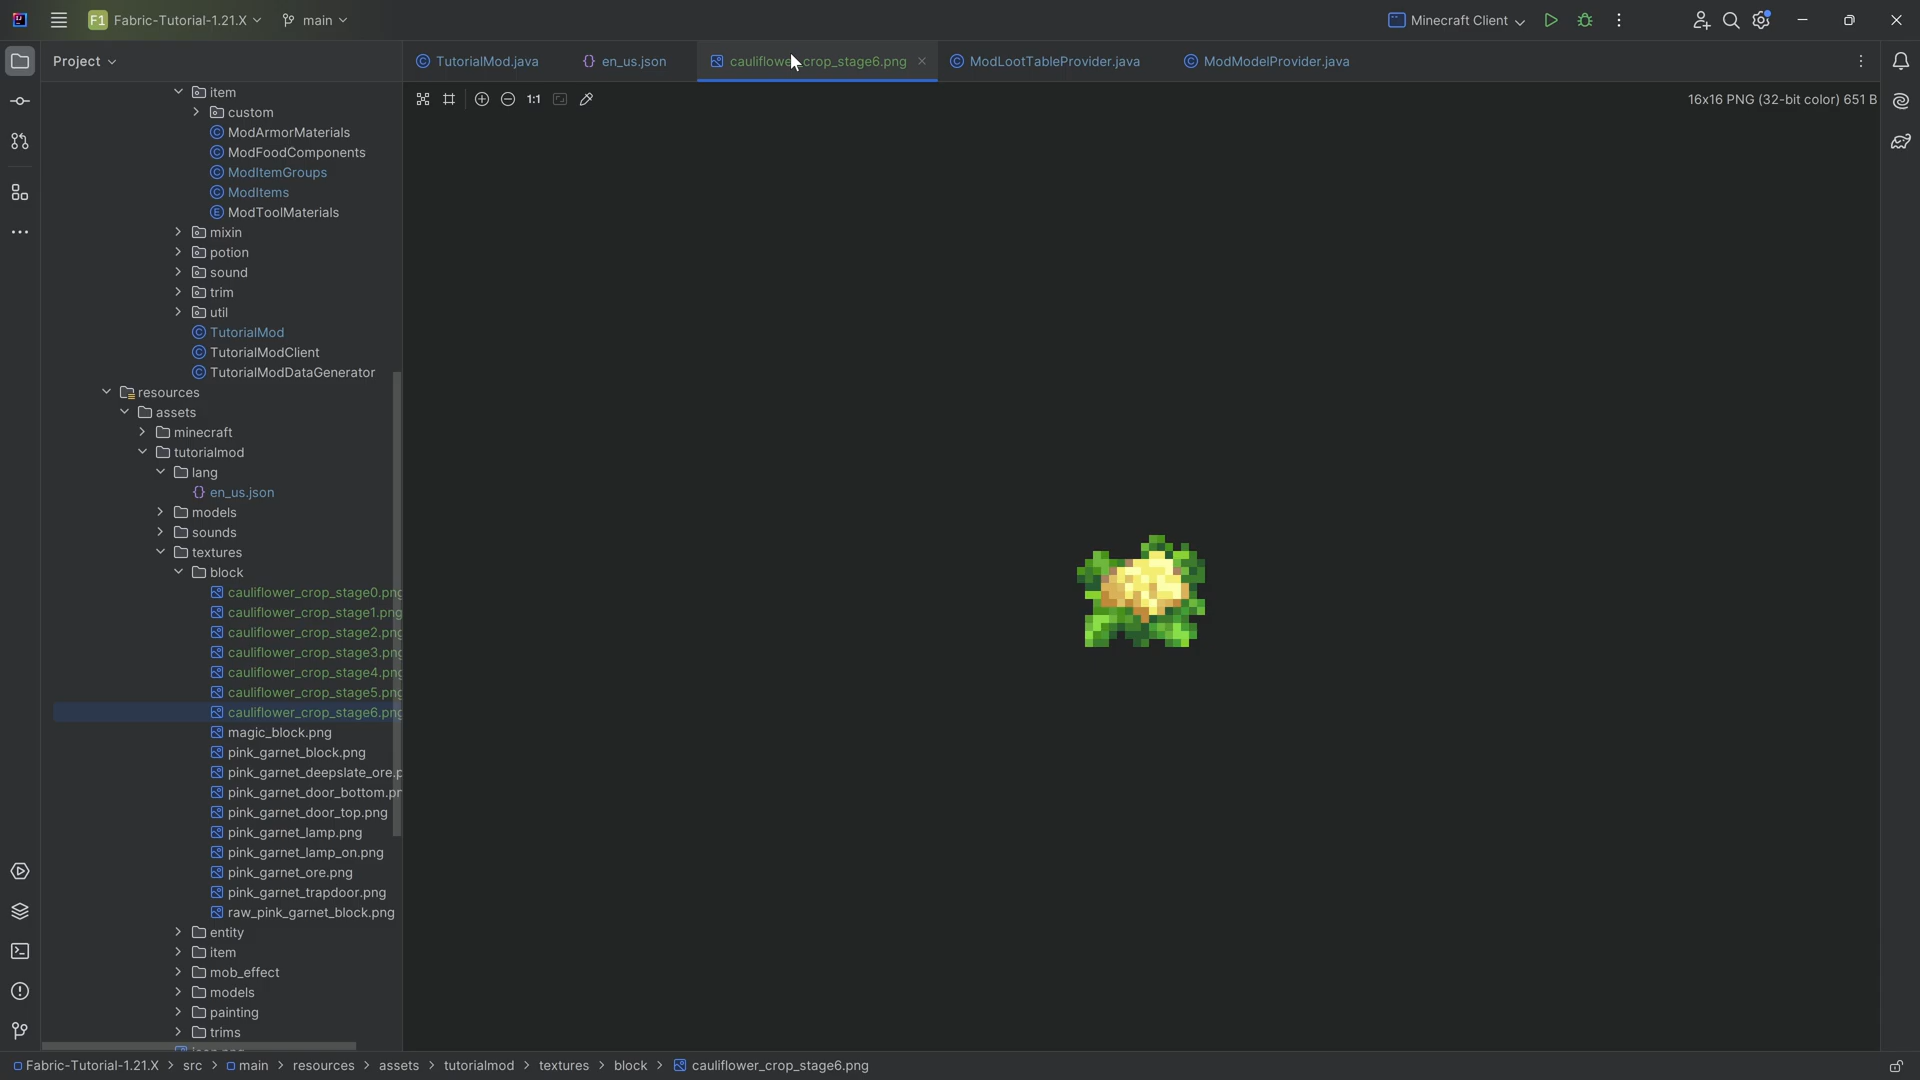 F1 Fabric-Tutorial-1.21.X main Minecraft Client
Project
TutorialMod.java en_us.json cauliflower_crop_stage6.png ModLootTableProvider.java ModModelProvider.java
1:1 16x16 PNG (32-bit color) 651 B
item
custom
ModArmorMaterials
ModFoodComponents
ModItemGroups
ModItems
ModToolMaterials
mixin
potion
sound
trim
util
TutorialMod
TutorialModClient
TutorialModDataGenerator
resources
assets
minecraft
tutorialmod
lang
en_us.json
models
sounds
textures
block
cauliflower_crop_stage0.png
cauliflower_crop_stage1.png
cauliflower_crop_stage2.png
cauliflower_crop_stage3.png
cauliflower_crop_stage4.png
cauliflower_crop_stage5.png
cauliflower_crop_stage6.png
magic_block.png
pink_garnet_block.png
pink_garnet_deepslate_ore.p
pink_garnet_door_bottom.pn
pink_garnet_door_top.png
pink_garnet_lamp.png
pink_garnet_lamp_on.png
pink_garnet_ore.png
pink_garnet_trapdoor.png
raw_pink_garnet_block.png
entity
item
mob_effect
models
painting
trims
Fabric-Tutorial-1.21.X > src > main > resources > assets > tutorialmod > textures > block > cauliflower_crop_stage6.png